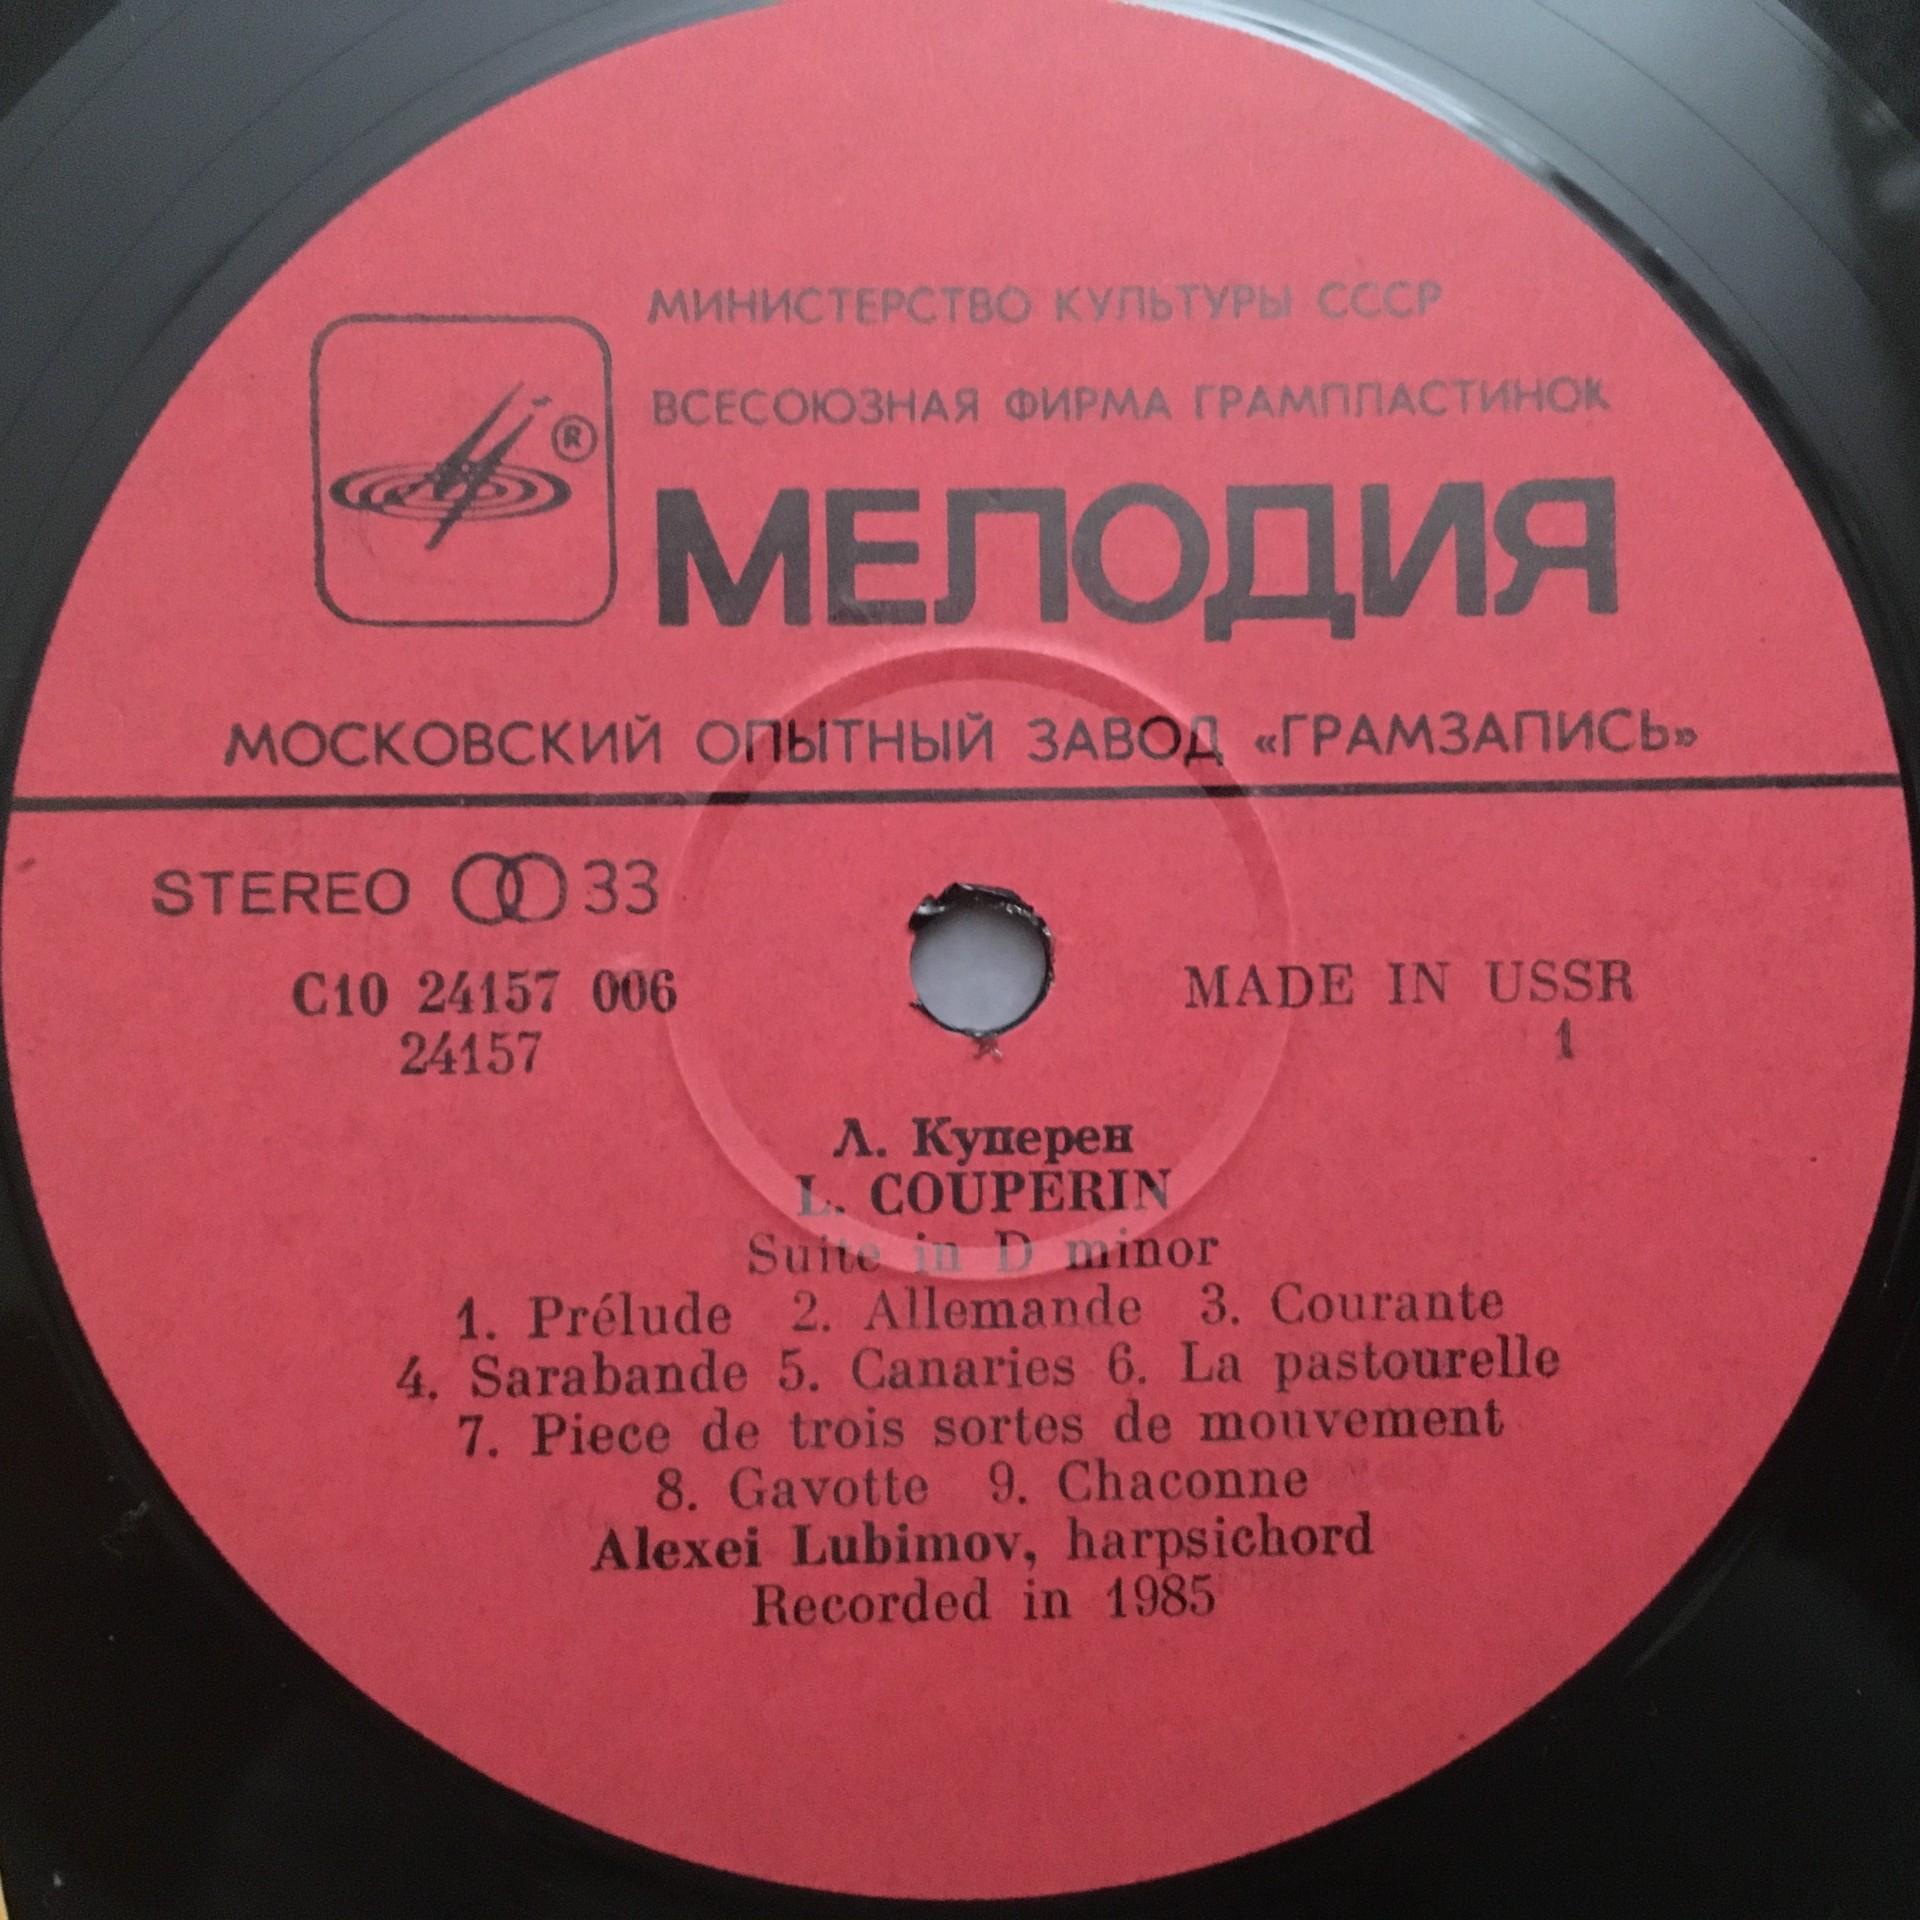 МИНИСТЕРСТВО КУЛЬТУРЫ СССР
ВСЕСОЮЗНАЯ ФИРМА ГРАМПЛАСТИНОК
®
МЕЛОДИЯ
МОСКОВСКИЙ ОПЫТНЫЙ ЗАВОД «ГРАМЗАПИСЬ»
STEREO 33
С10 24157 006
24157
MADE IN USSR
1
Л. Куперен
L. COUPERIN
Suite in D minor
1. Prélude 2. Allemande 3. Courante
4. Sarabande 5. Canaries 6. La pastourelle
7. Piece de trois sortes de mouvement
8. Gavotte 9. Chaconne
Alexei Lubimov, harpsichord
Recorded in 1985